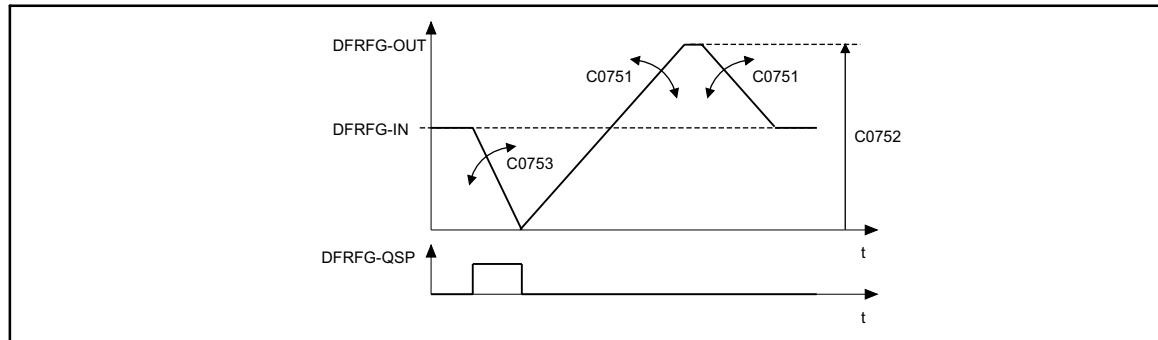 DFRFG-OUT
C0751
C0751
DFRFG-IN
C0752
C0753
t
DFRFG-QSP
t